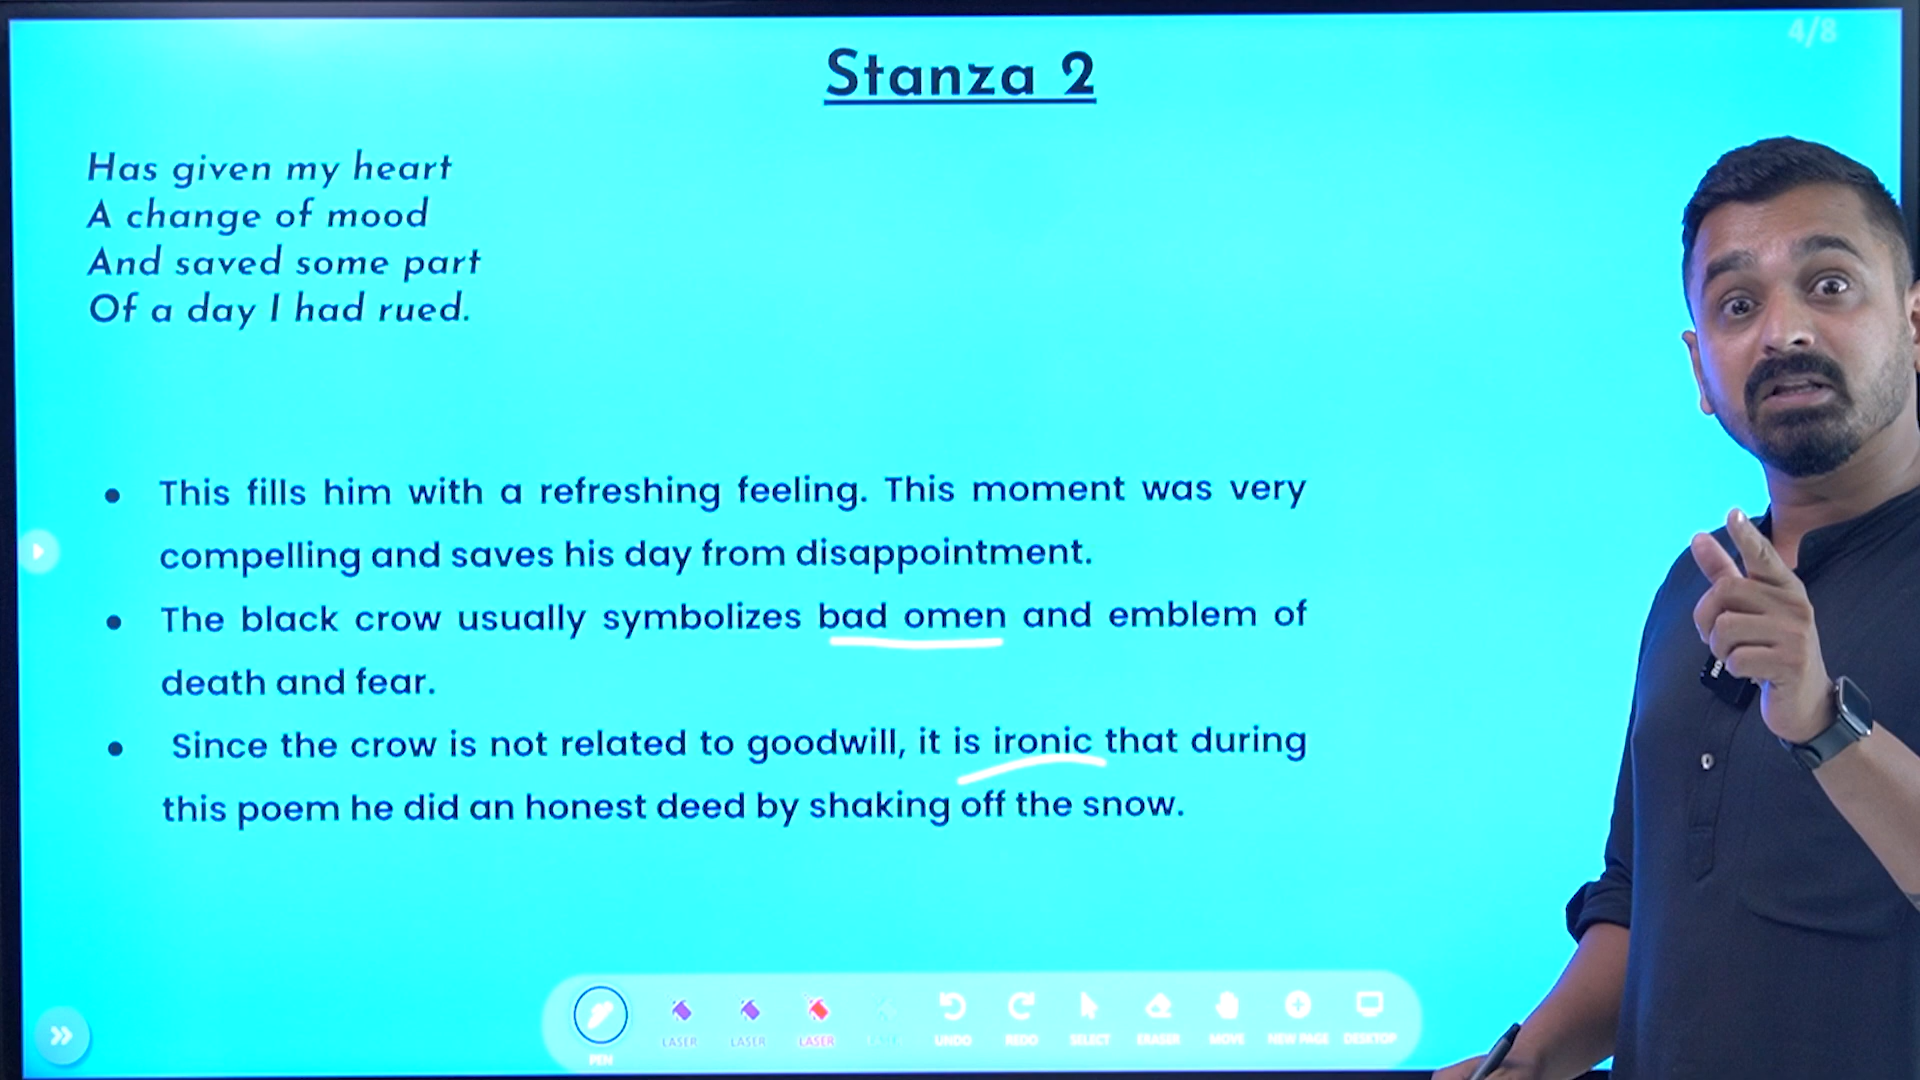 4/8
Stanza 2
Has given my heart
A change of mood
And saved some part
Of a day I had rued.
• This fills him with a refreshing feeling. This moment was very
compelling and saves his day from disappointment.
• The black crow usually symbolizes bad omen and emblem of
death and fear.
• Since the crow is not related to goodwill, it is ironic that during
this poem he did an honest deed by shaking off the snow.
PEN
LASER
LASER
LASER
UNDO
REDO
SELECT
ERASER
MOVE
NEW PAGE
DESKTOP